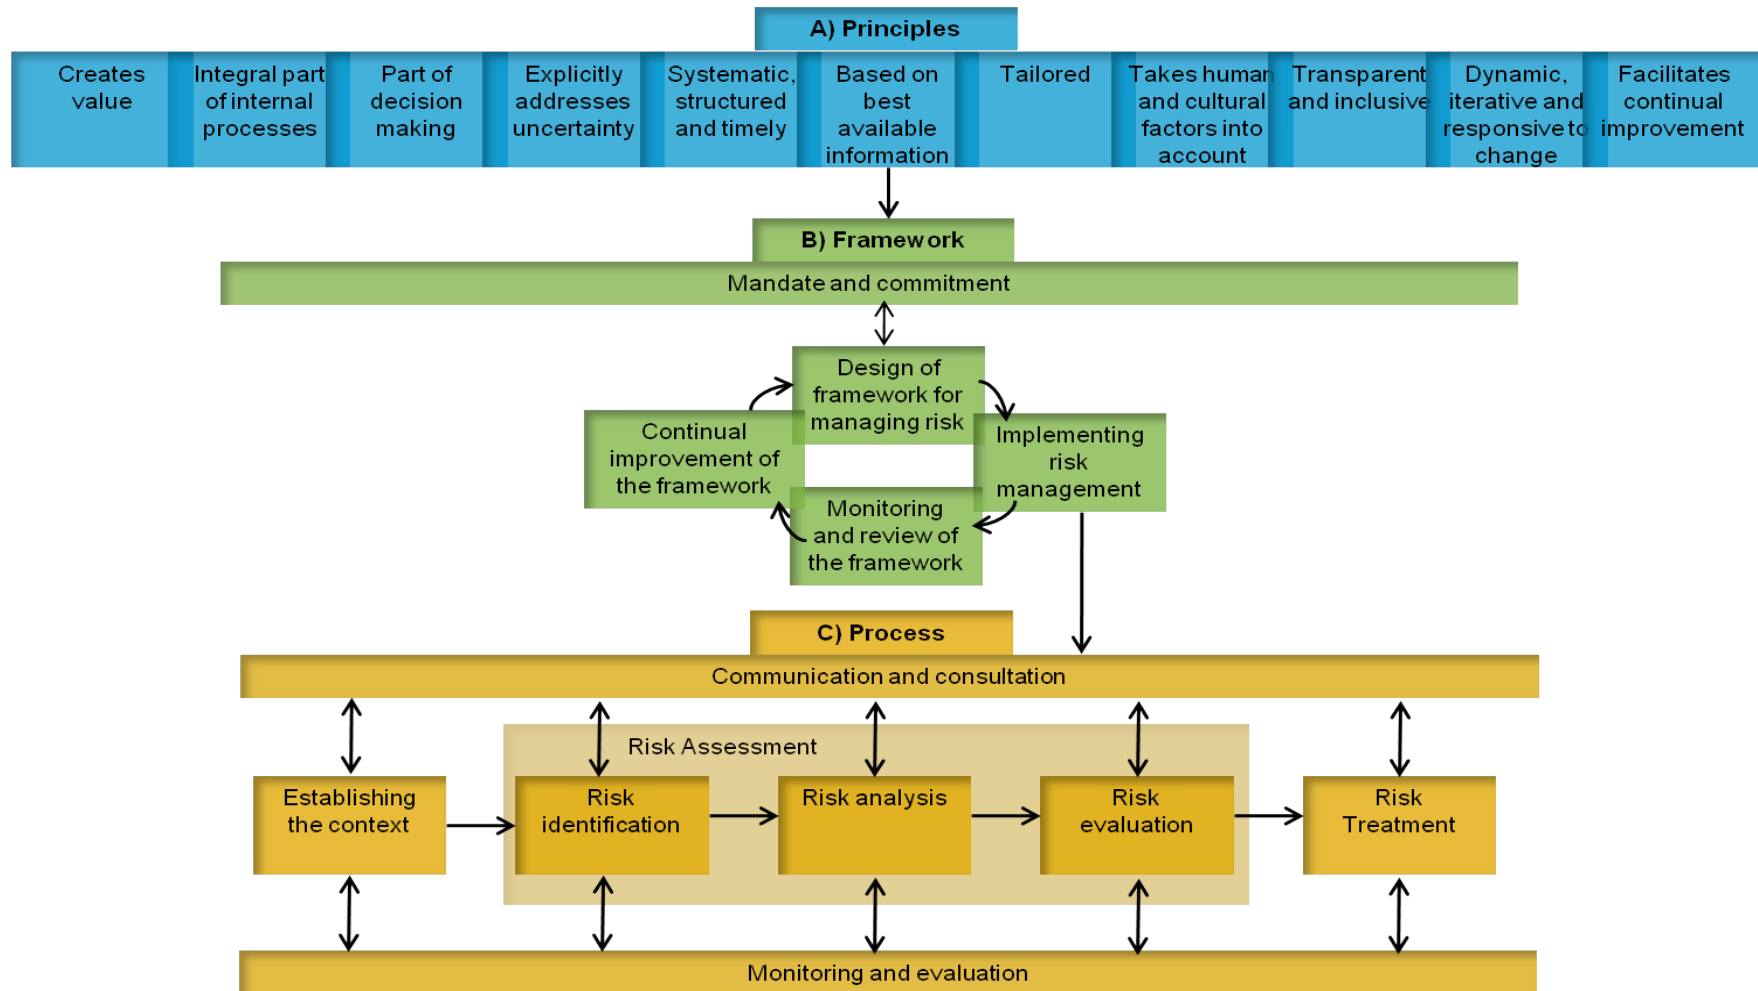 A) Principles
Creates
value
Integral part
of internal
processes
Part of
decision
making
Explicitly
addresses
uncertainty
Systematic,
structured
and timely
Based on
best
available
information
Tailored
Takes human
and cultural
factors into
account
Transparent
and inclusive
Dynamic,
iterative and
responsive to
change
Facilitates
continual
improvement
B) Framework
Mandate and commitment
Design of
framework for
managing risk
Continual
improvement of
the framework
Implementing
risk
management
Monitoring
and review of
the framework
C) Process
Communication and consultation
Risk Assessment
Establishing
the context
Risk
identification
Risk analysis
Risk
evaluation
Risk
Treatment
Monitoring and evaluation